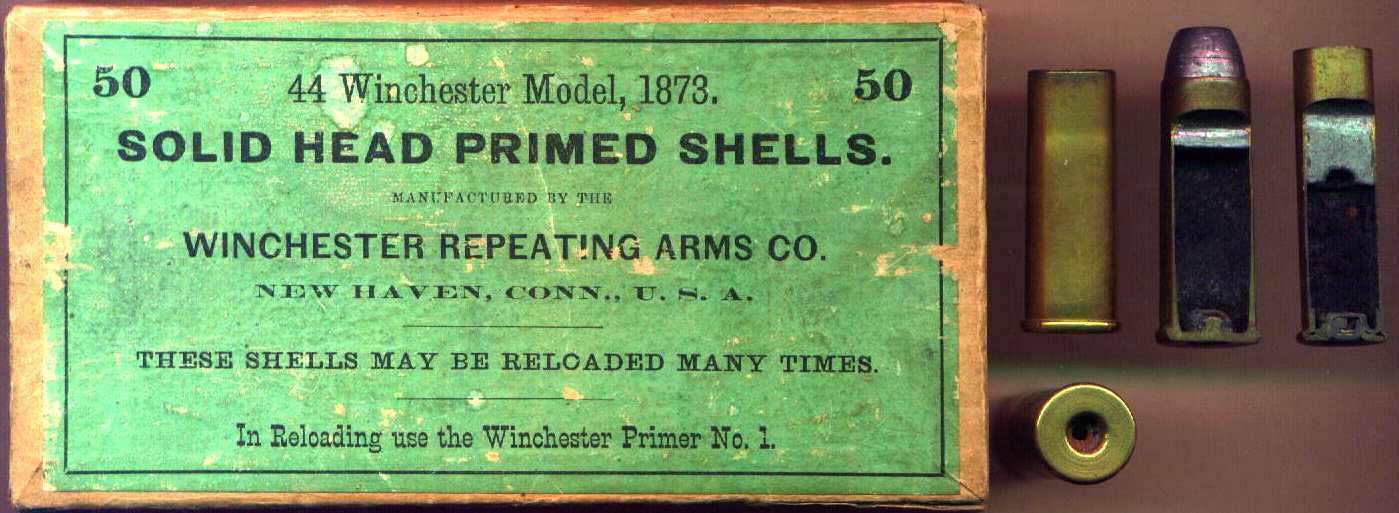 50 44 Winchester Model, 1873. 50
SOLID HEAD PRIMED SHELLS.
MANUFACTURED BY THE
WINCHESTER REPEATING ARMS CO.
NEW HAVEN, CONN., U. S. A.
THESE SHELLS MAY BE RELOADED MANY TIMES.
In Reloading use the Winchester Primer No. 1.